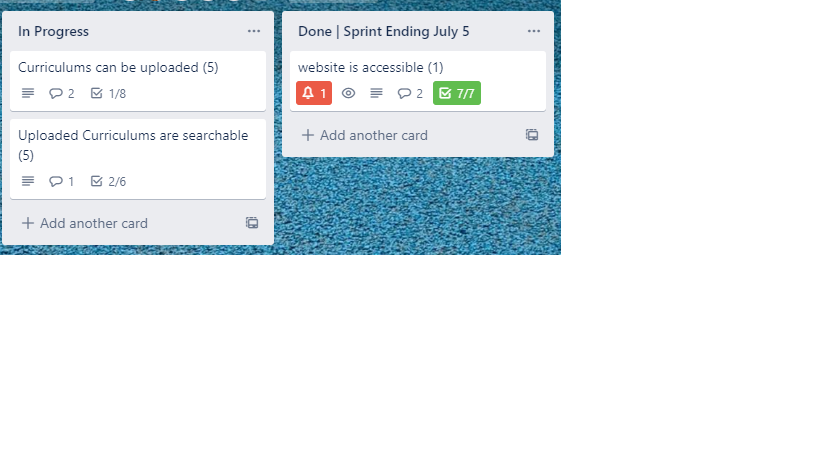 In Progress
Curriculums can be uploaded (5)
2
1/8
Uploaded Curriculums are searchable
(5)
1
2/6
Add another card
Done | Sprint Ending July 5
website is accessible (1)
1
2
7/7
Add another card